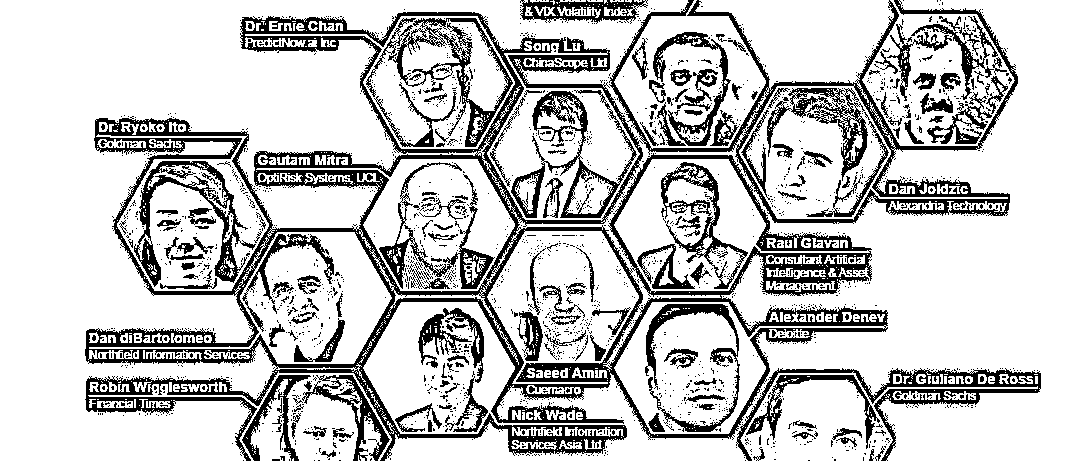 & VIX Volatility Index
Dr. Ernie Chan
PredictNow.ai Inc
Song Lu
ChinaScope Ltd
Dr. Ryoko Ito
Goldman Sachs
Gautam Mitra
OptiRisk Systems, UCL
Dan Joldzic
Alexandria Technology
Raul Glavan
Consultant Artificial
Intelligence & Asset
Management
Alexander Denev
Deloitte
Dan diBartolomeo
Northfield Information Services
Saeed Amin
Cuemacro
Dr. Giuliano De Rossi
Goldman Sachs
Robin Wigglesworth
Financial Times
Nick Wade
Northfield Information
Services Asia Ltd